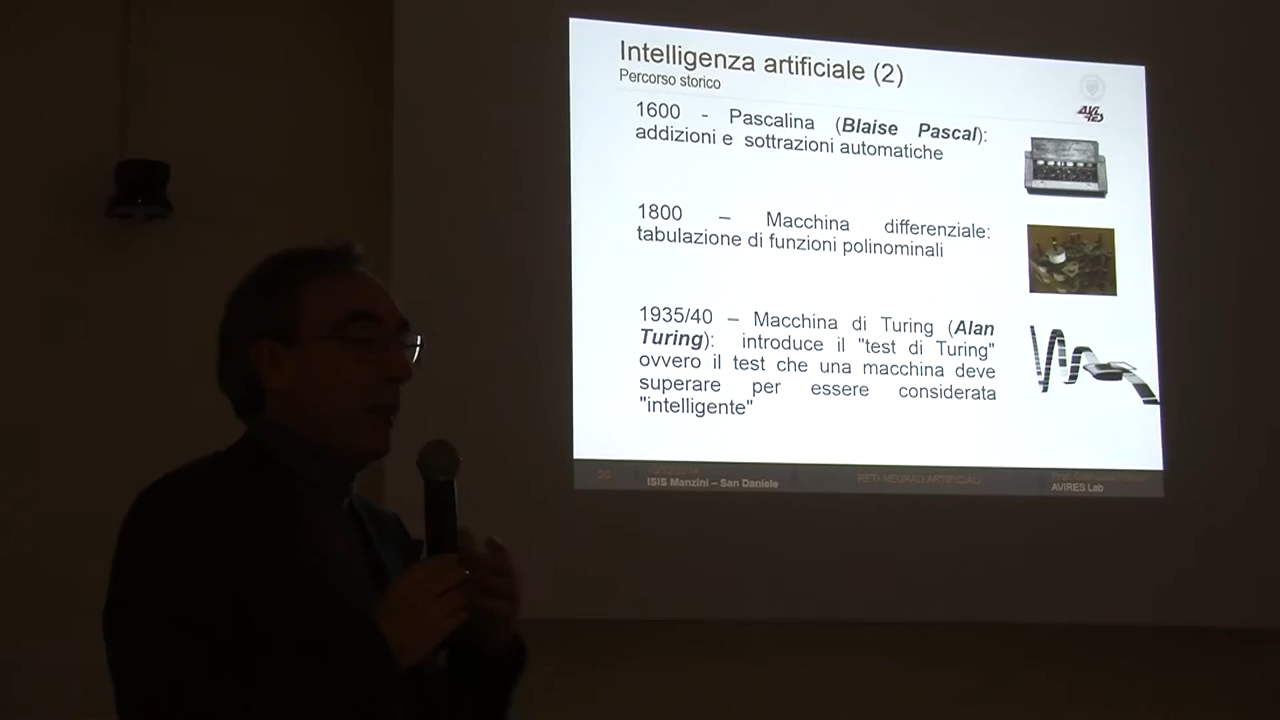 Intelligenza artificiale (2)
Percorso storico
1600 - Pascalina (Blaise Pascal):
addizioni e sottrazioni automatiche
1800 – Macchina differenziale:
tabulazione di funzioni polinominali
1935/40 – Macchina di Turing (Alan
Turing): introduce il "test di Turing"
ovvero il test che una macchina deve
superare per essere considerata
"intelligente"
20
ISIS Manzini – San Daniele
RETI NEURALI ARTIFICIALI
AVIRES Lab